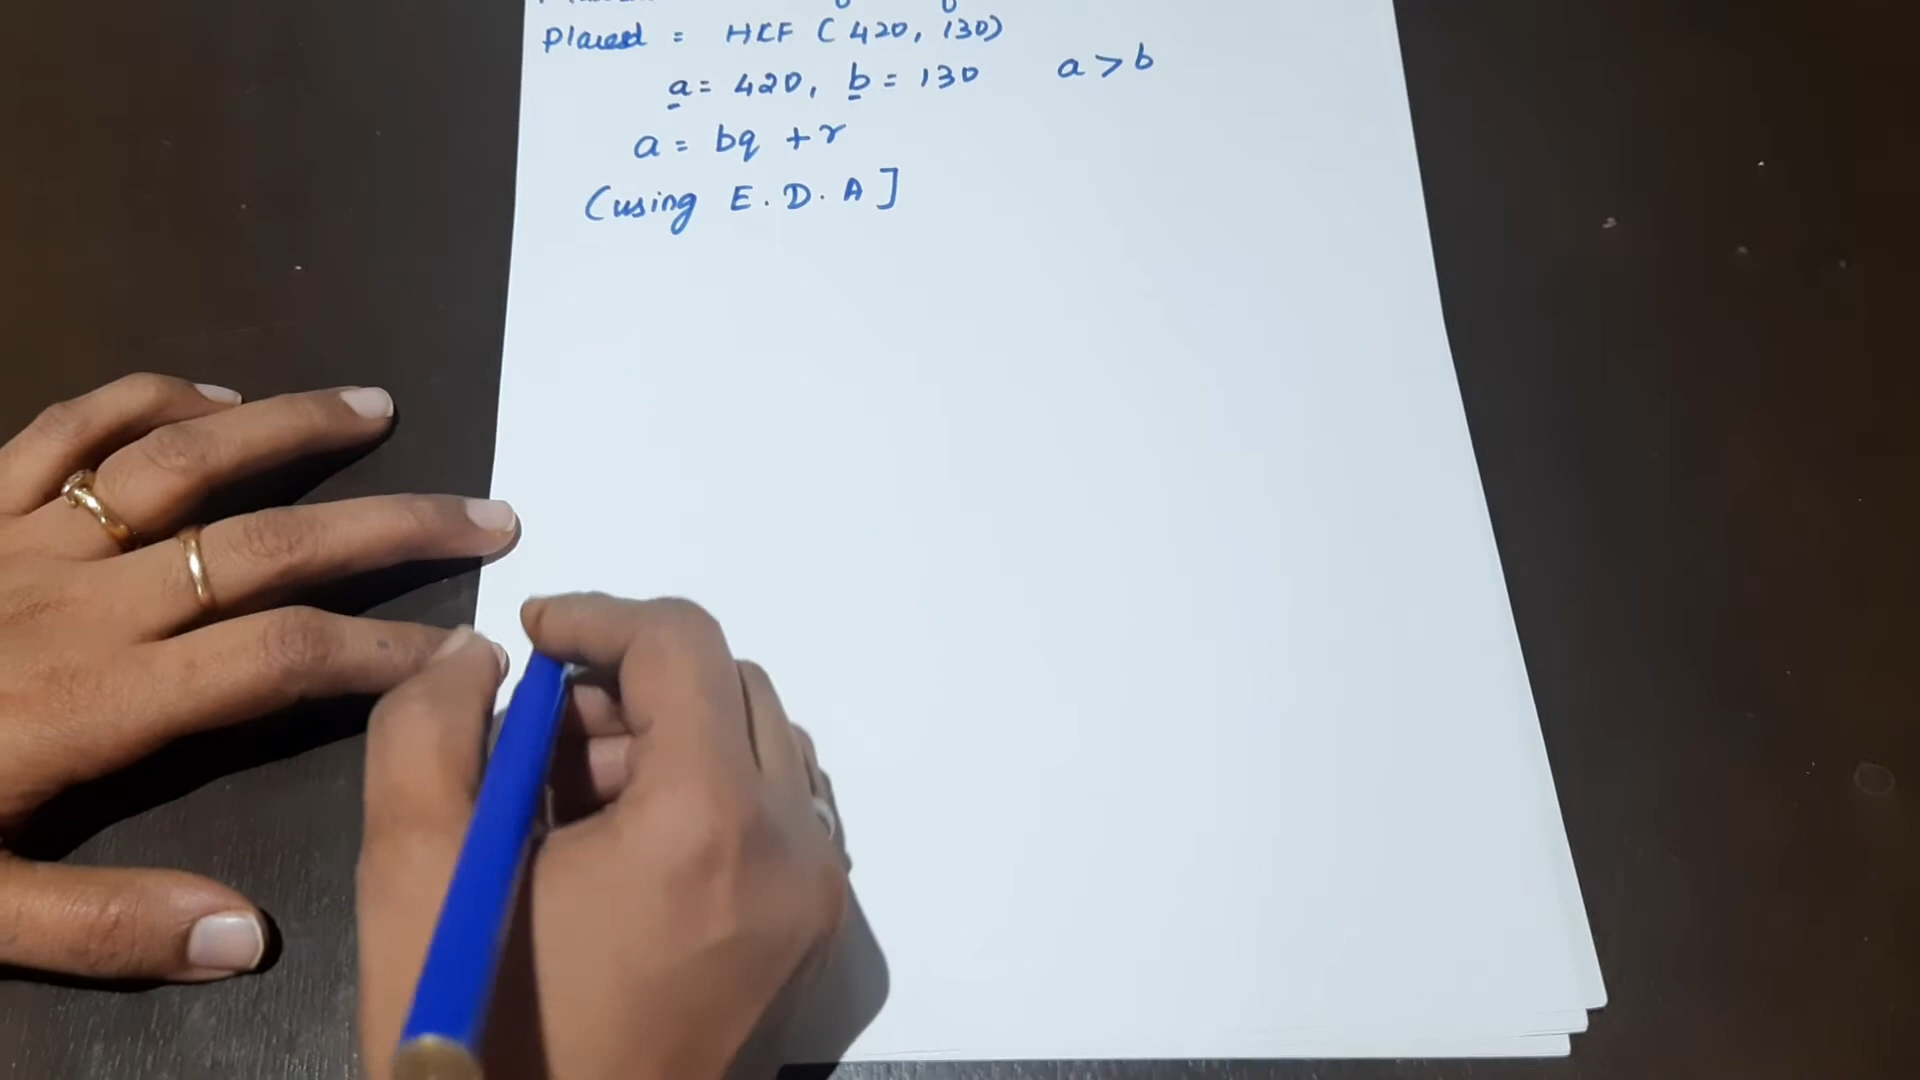 Placed = HCF (420, 130)
a = 420, b = 130 a > b
a = bq + r
(using E.D.A]